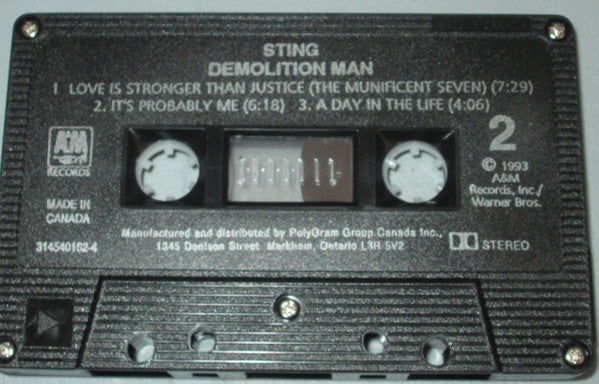 STING
DEMOLITION MAN
1 LOVE IS STRONGER THAN JUSTICE (THE MUNIFICENT SEVEN) (7:29)
2. IT'S PROBABLY ME (6:18) 3. A DAY IN THE LIFE (4:06)
A&M
RECORDS
MADE IN
CANADA
314540162-4
2
© 1993
A&M
Records, Inc./
Warner Bros.
Manufactured and distributed by PolyGram Group Canada Inc.,
1345 Denison Street Markham, Ontario L3R 5V2
STEREO